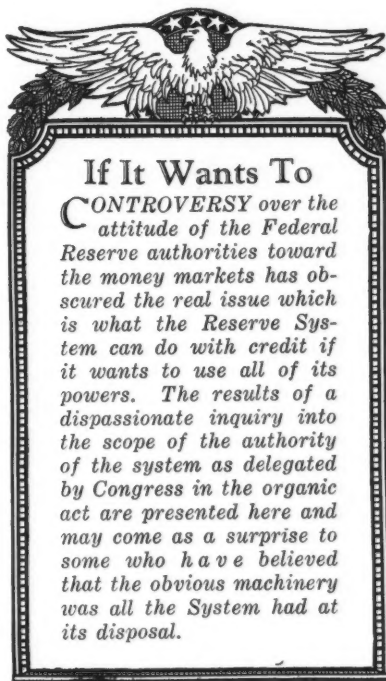 If It Wants To
CONTROVERSY over the
attitude of the Federal
Reserve authorities toward
the money markets has ob-
scured the real issue which
is what the Reserve Sys-
tem can do with credit if
it wants to use all of its
powers. The results of a
dispassionate inquiry into
the scope of the authority
of the system as delegated
by Congress in the organic
act are presented here and
may come as a surprise to
some who have believed
that the obvious machinery
was all the System had at
its disposal.